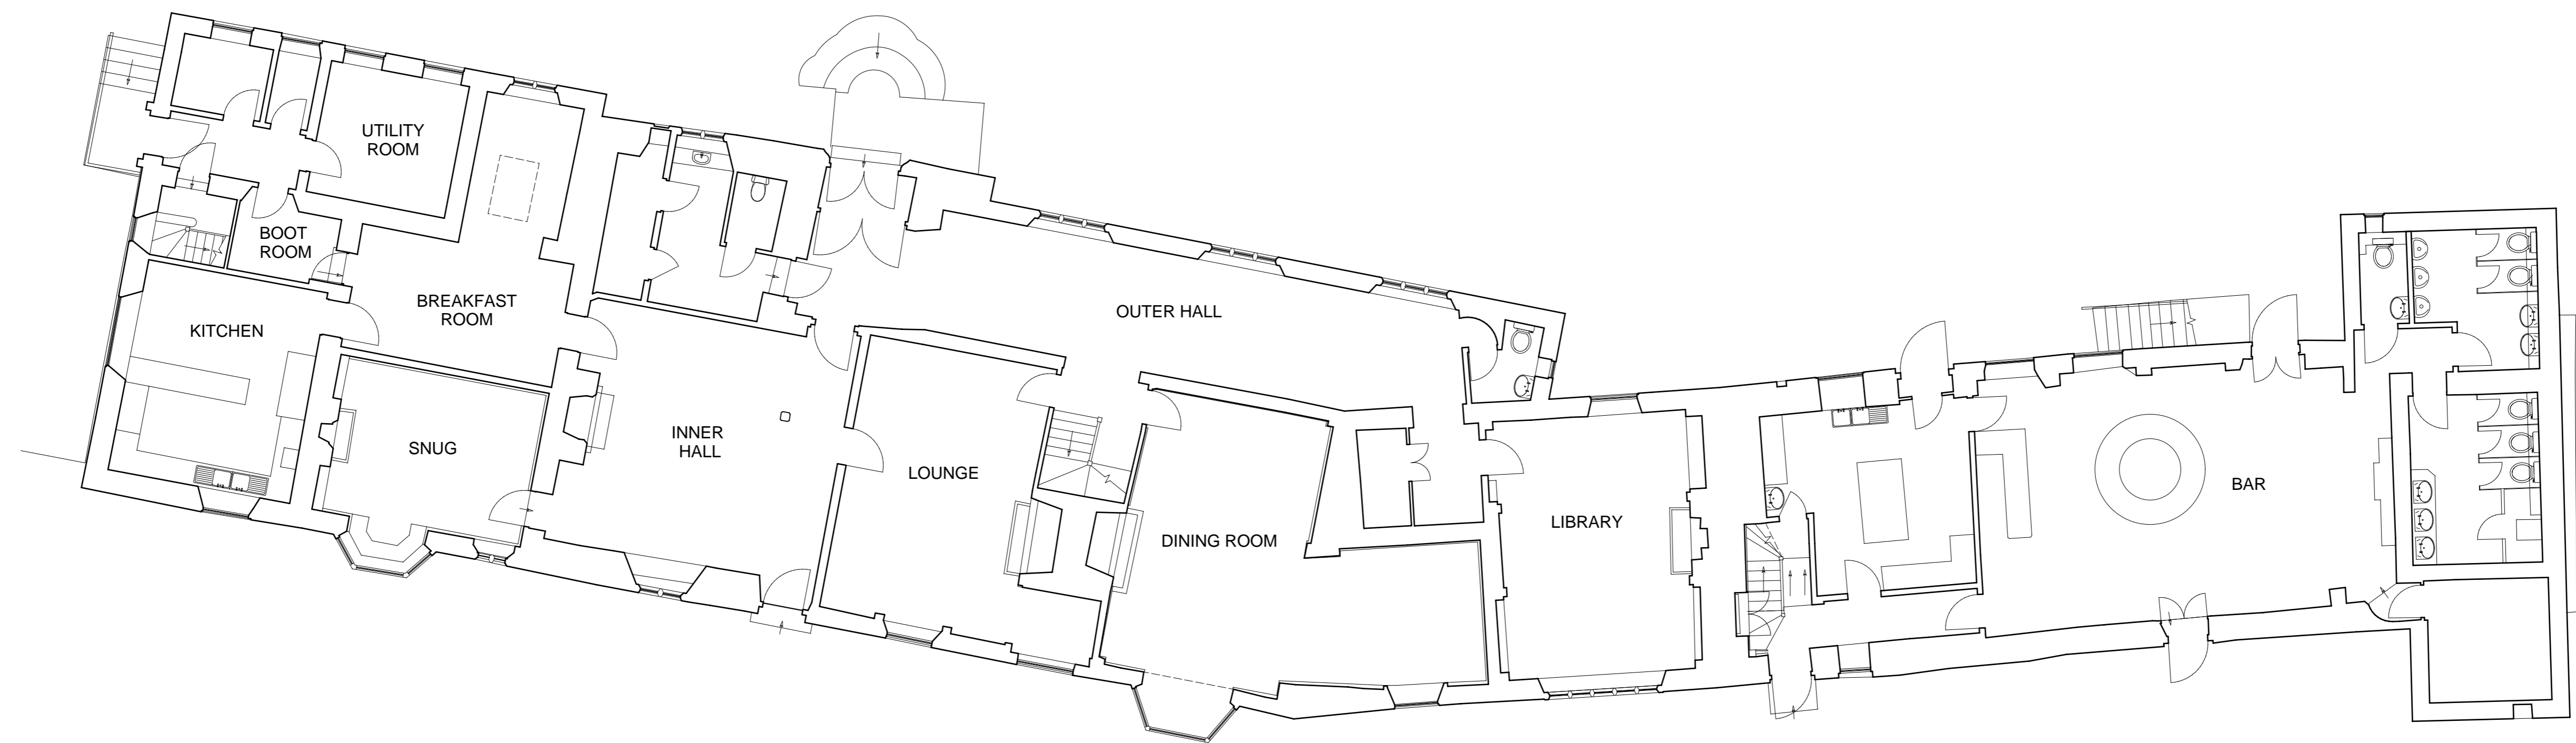 UTILITY
ROOM
BOOT
ROOM
BREAKFAST
ROOM
KITCHEN
SNUG
INNER
HALL
OUTER HALL
LOUNGE
DINING ROOM
LIBRARY
BAR